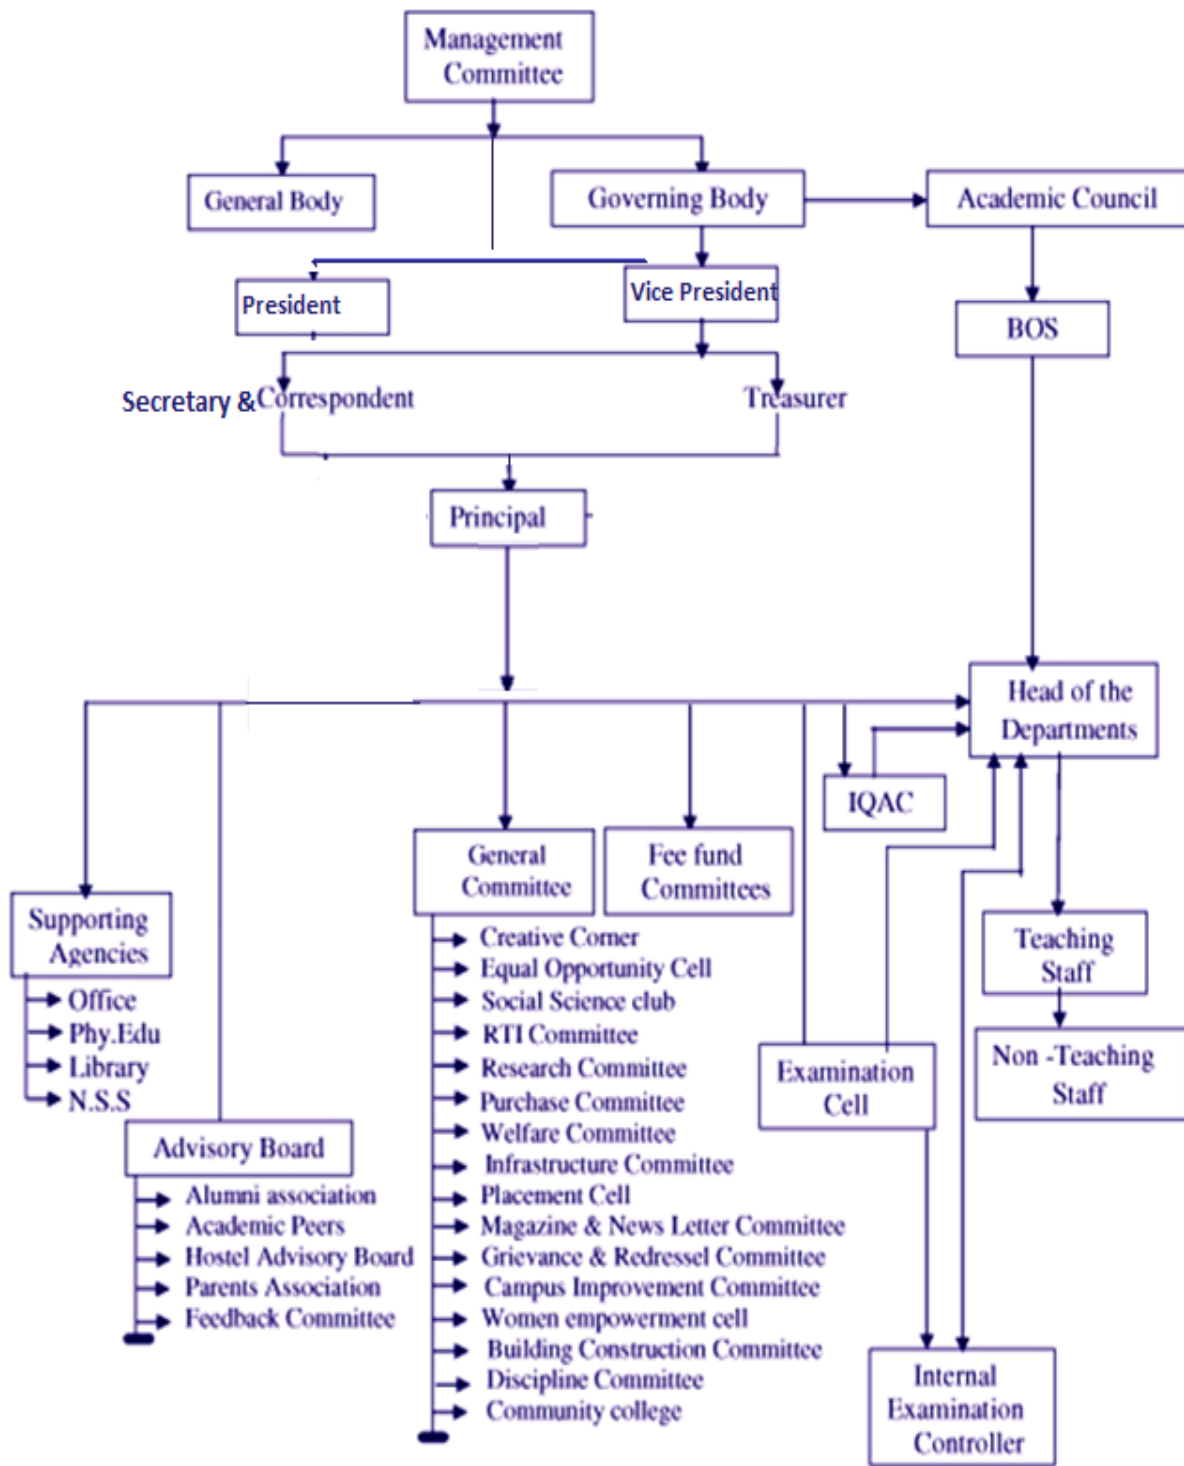 Management
Committee
General Body
Governing Body
Academic Council
President
Vice President
BOS
Secretary & Correspondent
Treasurer
Principal
Head of the
Departments
IQAC
General
Committee
Fee fund
Committees
Supporting
Agencies
Office
Phy.Edu
Library
N.S.S
Advisory Board
Alumni association
Academic Peers
Hostel Advisory Board
Parents Association
Feedback Committee
Creative Corner
Equal Opportunity Cell
Social Science club
RTI Committee
Research Committee
Purchase Committee
Welfare Committee
Infrastructure Committee
Placement Cell
Magazine & News Letter Committee
Grievance & Redressel Committee
Campus Improvement Committee
Women empowerment cell
Building Construction Committee
Discipline Committee
Community college
Examination
Cell
Teaching
Staff
Non -Teaching
Staff
Internal
Examination
Controller